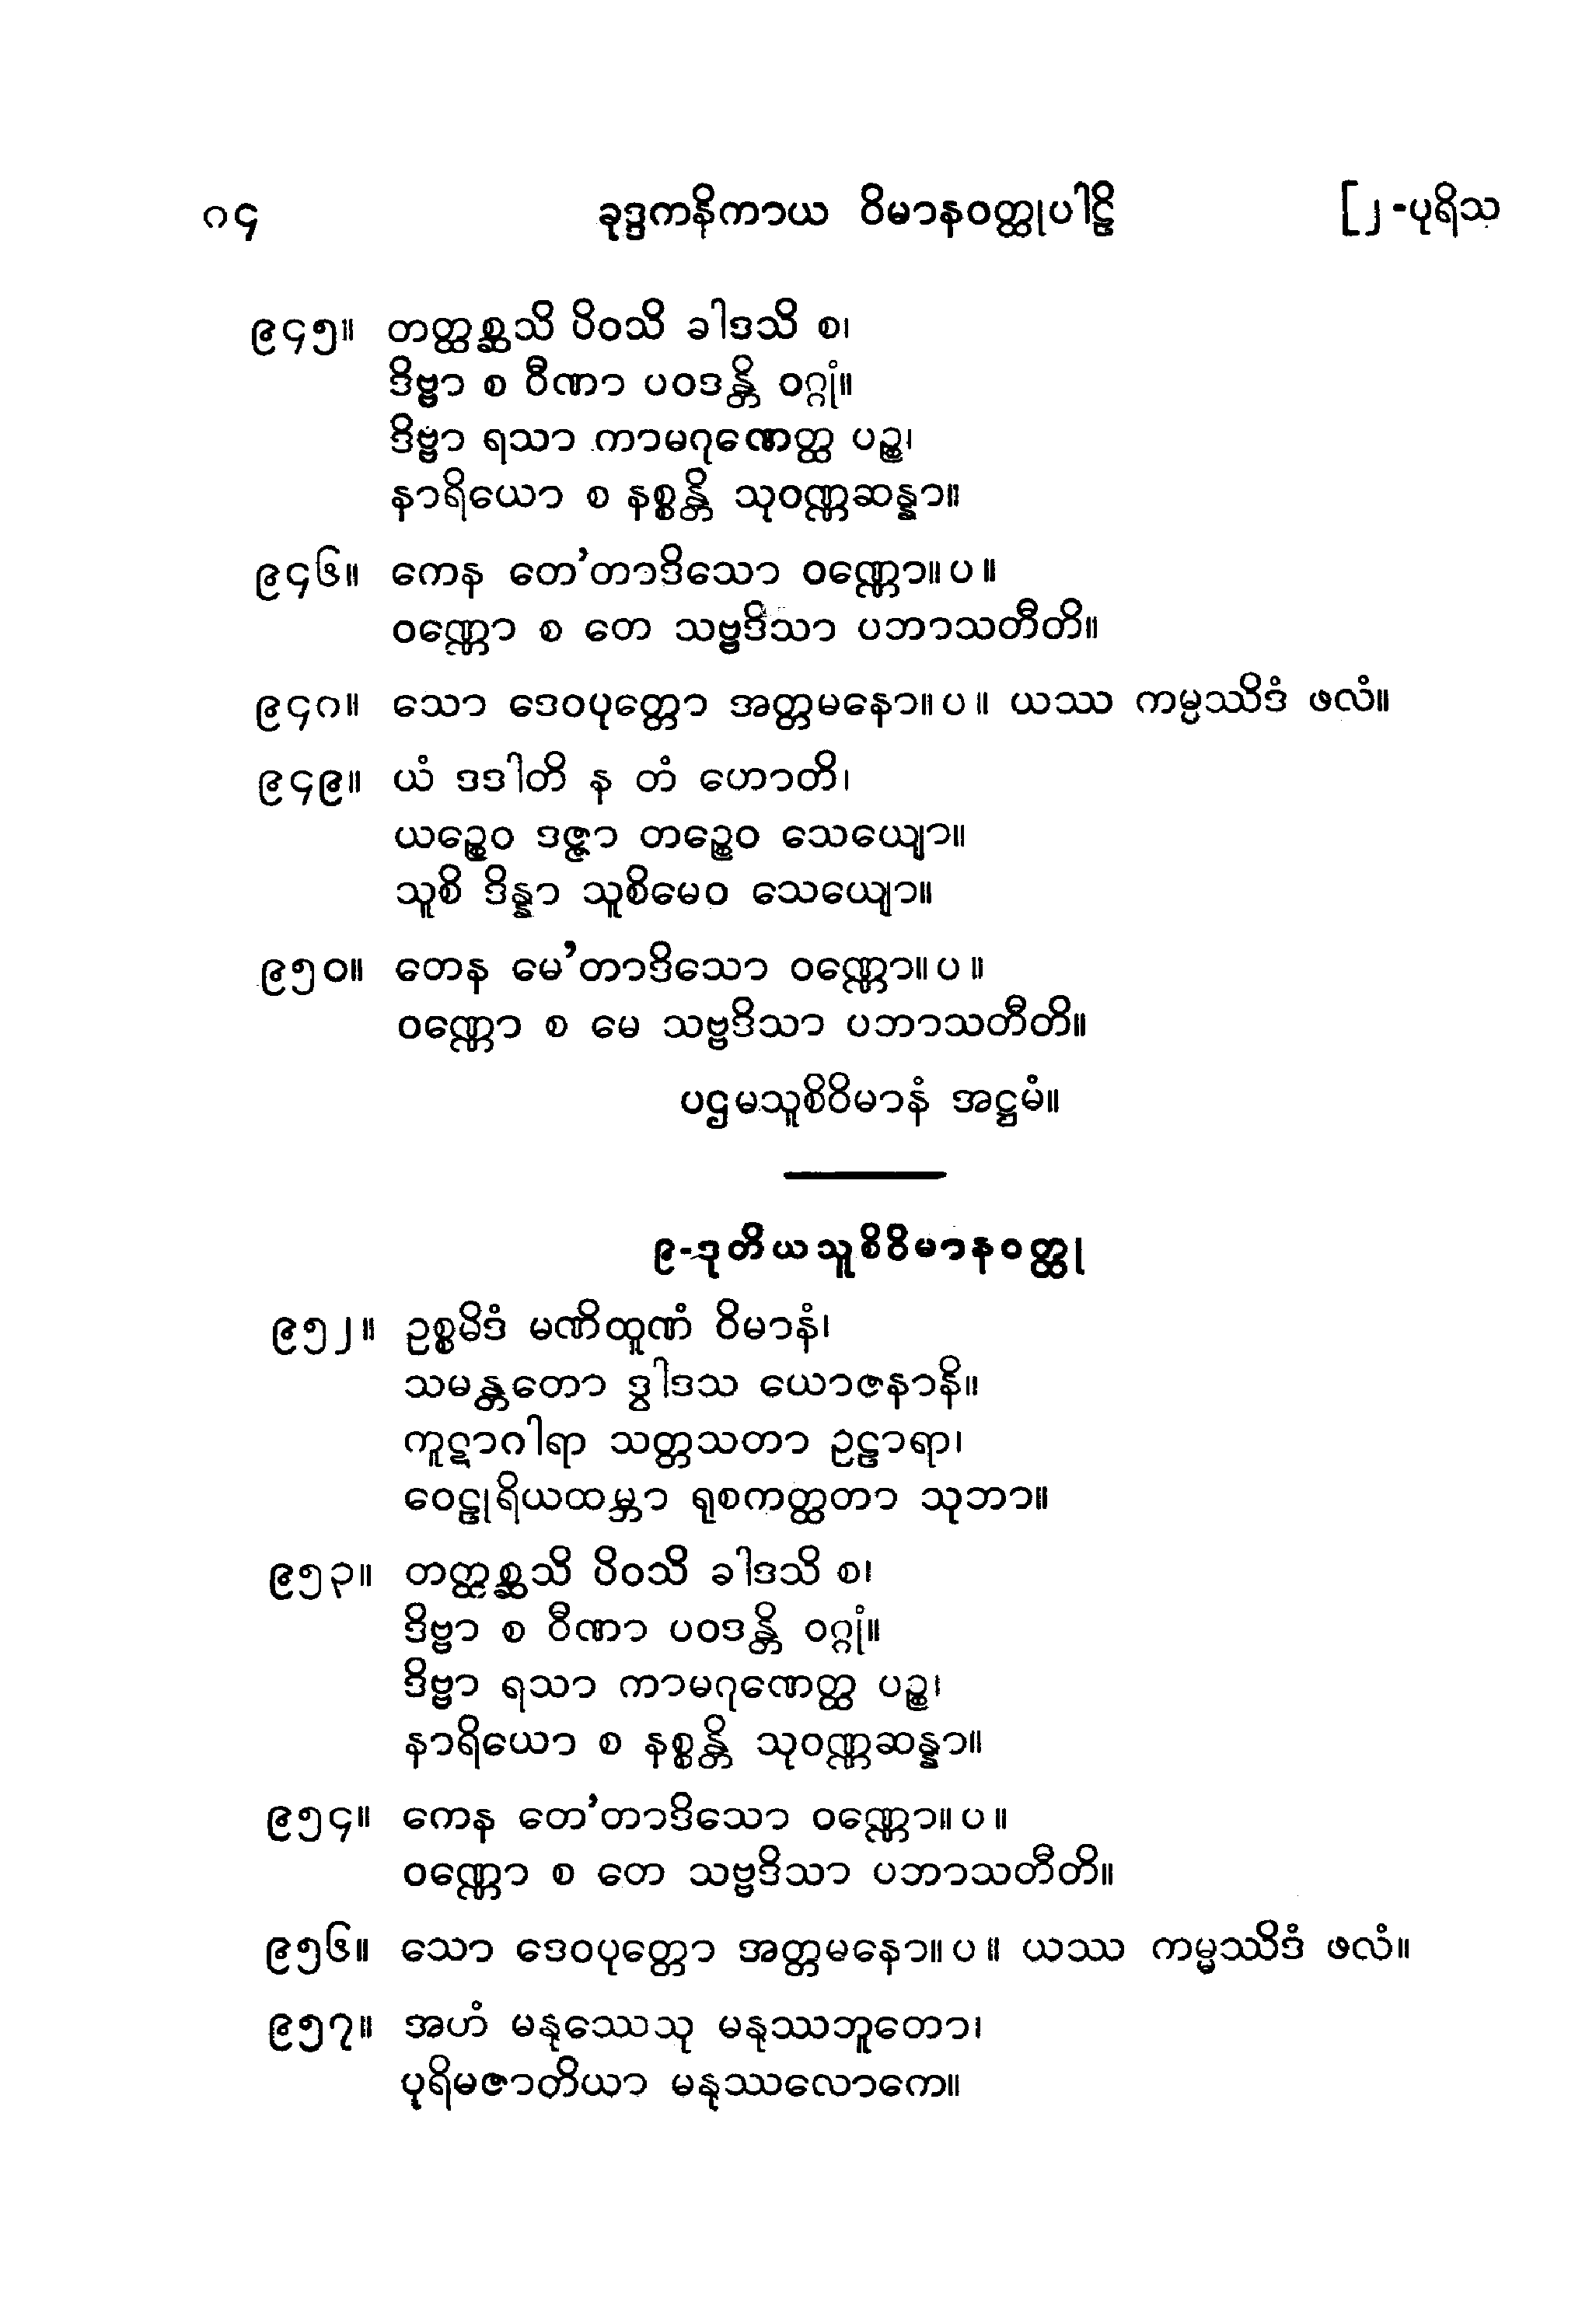 ၈၄ ခုဒ္ဒကနိကာယ ဝိမာနဝတ္ထုပါဠိ [၂-ပုရိသ
၉၄၅။ တတ္ထစ္ဆသိ ပိဝသိ ခါဒသိ စ၊
ဒိဗ္ဗာ စ ဝီဏာ ပဝဒန္တိ ဝဂ္ဂုံ။
ဒိဗ္ဗာ ရသာ ကာမဂုဏေတ္ထ ပဉ္စ၊
နာရိယော စ နစ္စန္တိ သုဝဏ္ဏဆန္နာ။
၉၄၆။ ကေန တေ’တာဒိသော ဝဏ္ဏော။ပ။
ဝဏ္ဏော စ တေ သဗ္ဗဒိသာ ပဘာသတီတိ။
၉၄၈။ သော ဒေဝပုတ္တော အတ္တမနော။ပ။ ယဿ ကမ္မဿိဒံ ဖလံ။
၉၄၉။ ယံ ဒဒါတိ န တံ ဟောတိ၊
ယဉ္စေဝ ဒဇ္ဇာ တဉ္စေဝ သေယျော။
သူစိ ဒိန္နာ သူစိမေဝ သေယျော။
၉၅၀။ တေန မေ’တာဒိသော ဝဏ္ဏော။ပ။
ဝဏ္ဏော စ မေ သဗ္ဗဒိသာ ပဘာသတီတိ။
ပဌမသူစိဝိမာနံ အဋ္ဌမံ။
၉-ဒုတိယသူစိဝိမာနဝတ္ထု
၉၅၂။ ဥစ္စမိဒံ မဏိထူဏံ ဝိမာနံ၊
သမန္တတော ဒွါဒသ ယောဇနာနိ။
ကူဋာဂါရာ သတ္တသတာ ဥဠာရာ၊
ဝေဠုရိယထမ္ဘာ ရုစကတ္ထတာ သုဘာ။
၉၅၃။ တတ္ထစ္ဆသိ ပိဝသိ ခါဒသိ စ၊
ဒိဗ္ဗာ စ ဝီဏာ ပဝဒန္တိ ဝဂ္ဂုံ။
ဒိဗ္ဗာ ရသာ ကာမဂုဏေတ္ထ ပဉ္စ၊
နာရိယော စ နစ္စန္တိ သုဝဏ္ဏဆန္နာ။
၉၅၄။ ကေန တေ’တာဒိသော ဝဏ္ဏော။ပ။
ဝဏ္ဏော စ တေ သဗ္ဗဒိသာ ပဘာသတီတိ။
၉၅၆။ သော ဒေဝပုတ္တော အတ္တမနော။ပ။ ယဿ ကမ္မဿိဒံ ဖလံ။
၉၅၇။ အဟံ မနုဿေသု မနုဿဘူတော၊
ပုရိမဇာတိယာ မနုဿလောကေ။